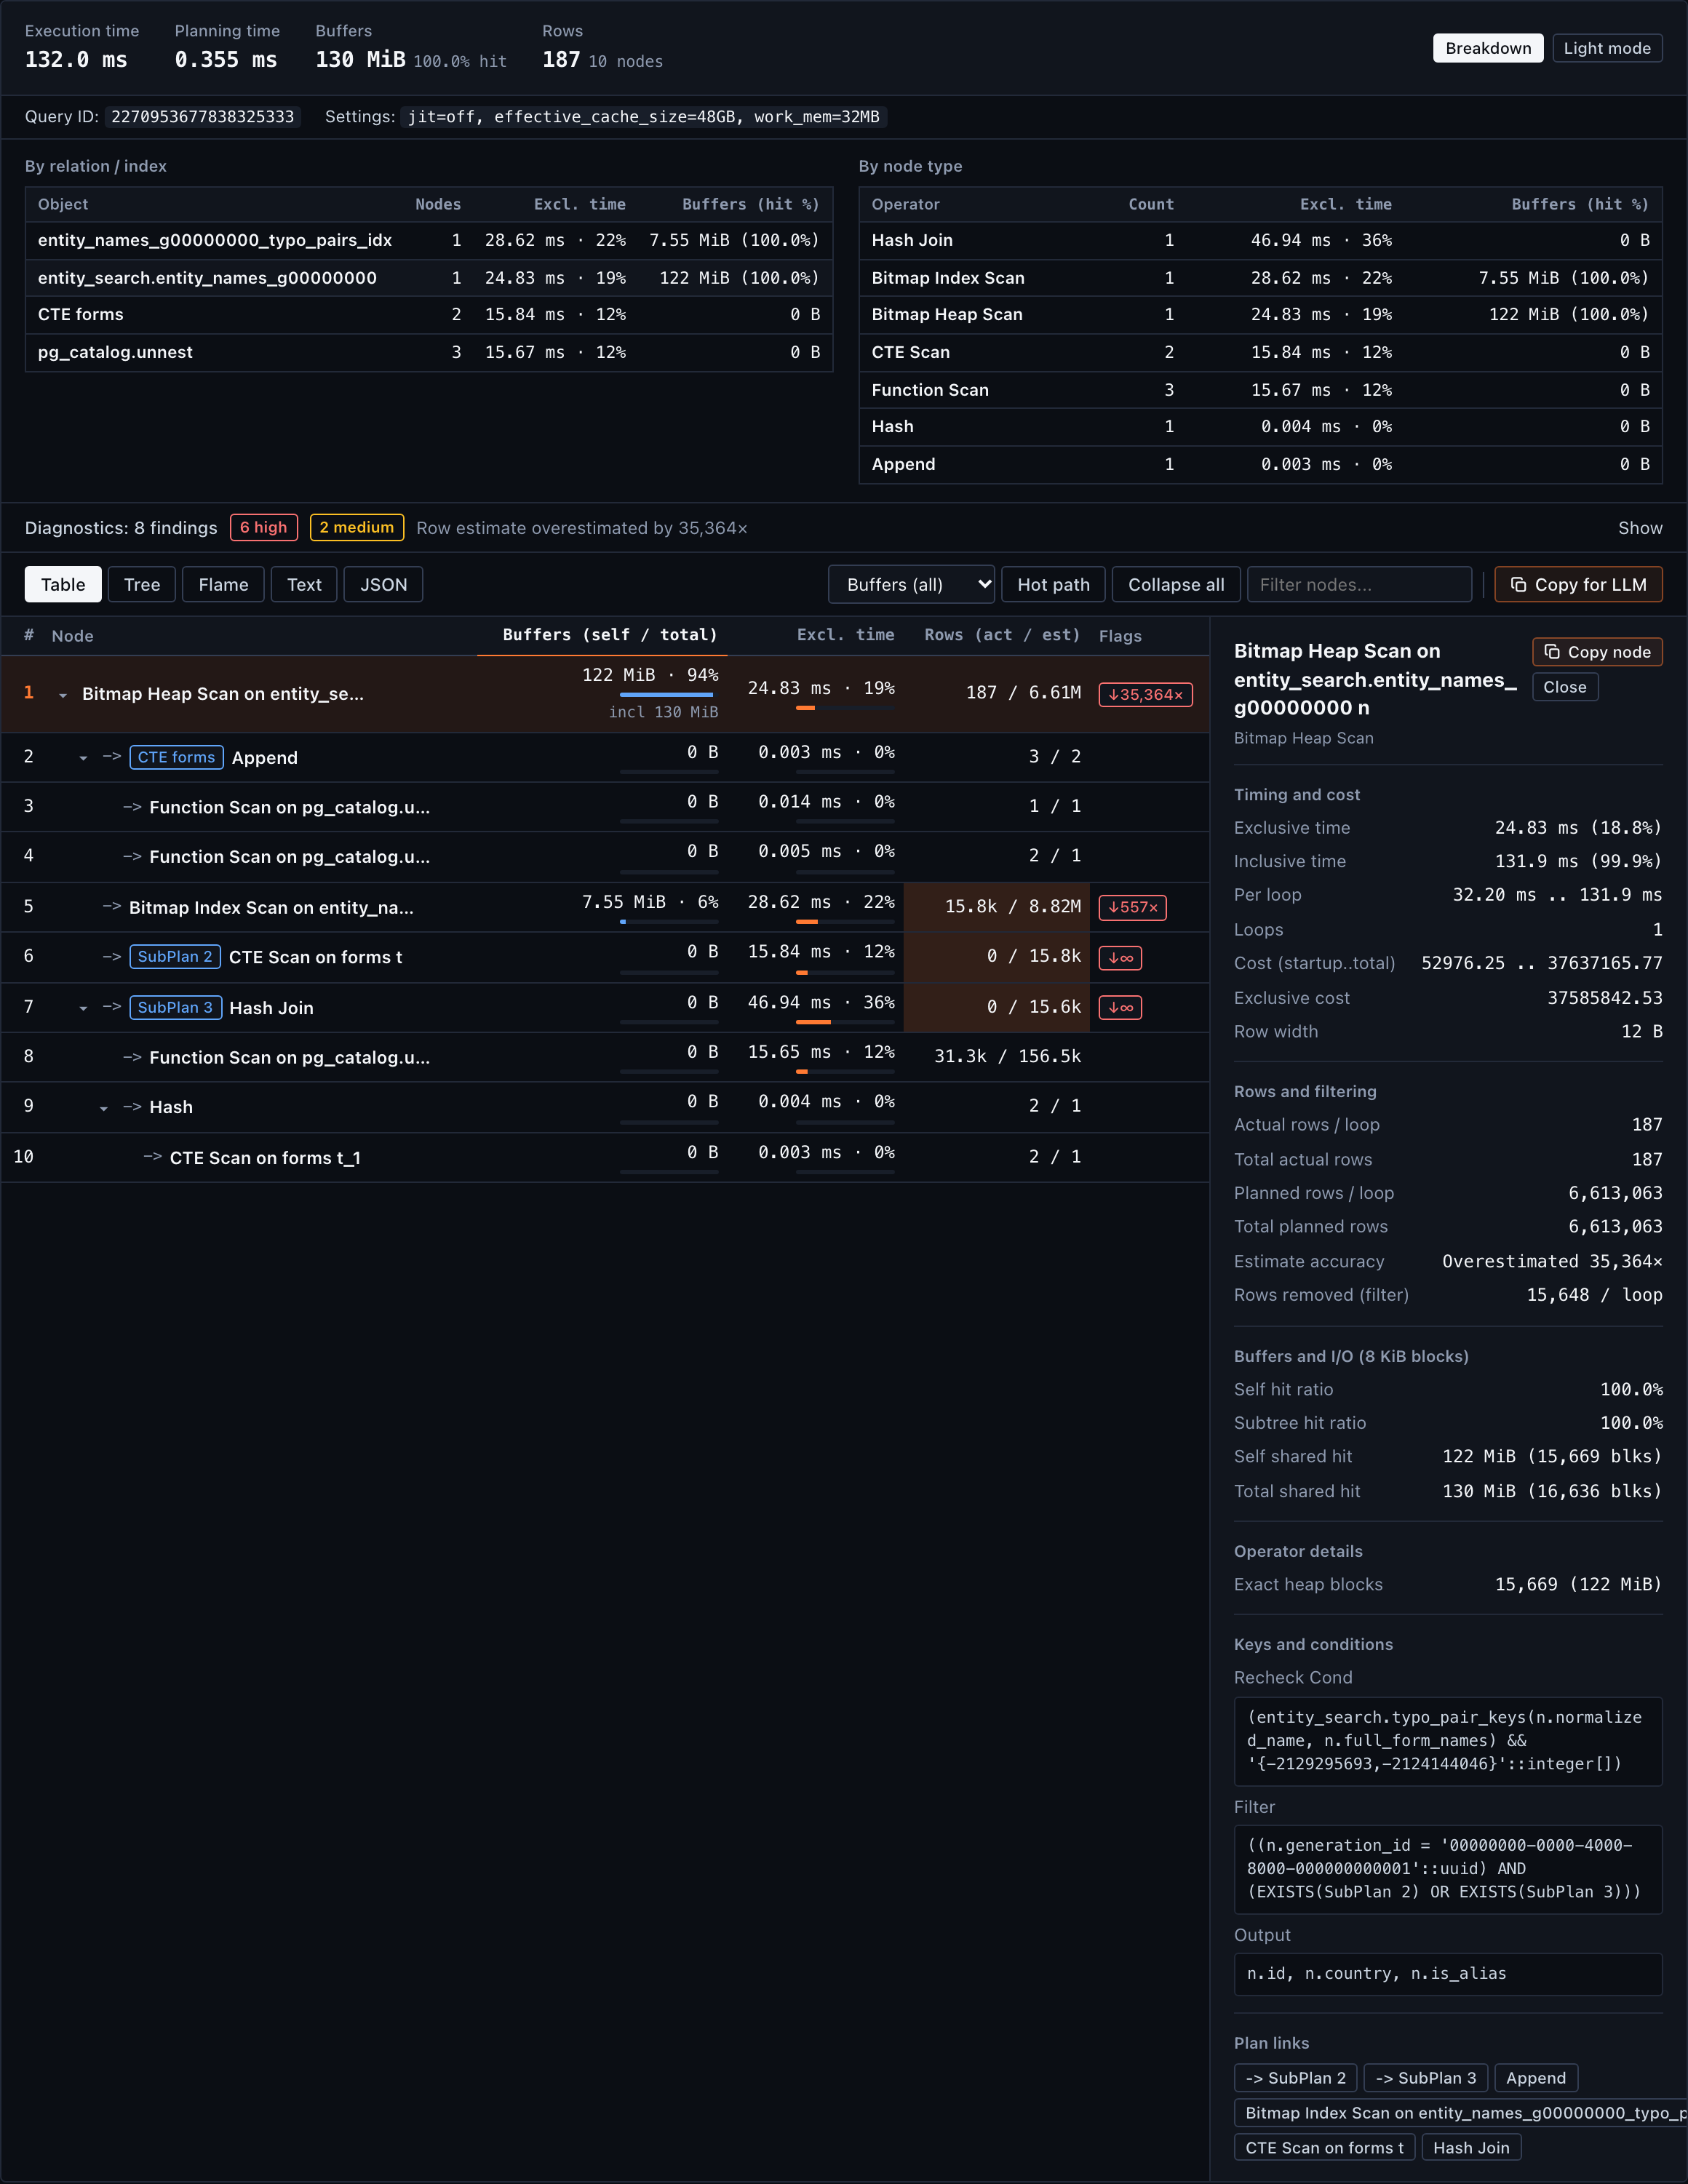 Execution time Planning time Buffers Rows
132.0 ms 0.355 ms 130 MiB 100.0% hit 187 10 nodes
Breakdown Light mode
Query ID: 2270953677838325333 Settings: jit=off, effective_cache_size=48GB, work_mem=32MB
By relation / index
Object Nodes Excl. time Buffers (hit %)
entity_names_g00000000_typo_pairs_idx 1 28.62 ms · 22% 7.55 MiB (100.0%)
entity_search.entity_names_g00000000 1 24.83 ms · 19% 122 MiB (100.0%)
CTE forms 2 15.84 ms · 12% 0 B
pg_catalog.unnest 3 15.67 ms · 12% 0 B
By node type
Operator Count Excl. time Buffers (hit %)
Hash Join 1 46.94 ms · 36% 0 B
Bitmap Index Scan 1 28.62 ms · 22% 7.55 MiB (100.0%)
Bitmap Heap Scan 1 24.83 ms · 19% 122 MiB (100.0%)
CTE Scan 2 15.84 ms · 12% 0 B
Function Scan 3 15.67 ms · 12% 0 B
Hash 1 0.004 ms · 0% 0 B
Append 1 0.003 ms · 0% 0 B
Diagnostics: 8 findings 6 high 2 medium Row estimate overestimated by 35,364× Show
Table Tree Flame Text JSON Buffers (all) Hot path Collapse all Filter nodes... Copy for LLM
# Node Buffers (self / total) Excl. time Rows (act / est) Flags
1 Bitmap Heap Scan on entity_se... 122 MiB · 94% 24.83 ms · 19% 187 / 6.61M ↓35,364×
incl 130 MiB
2 -> CTE forms Append 0 B 0.003 ms · 0% 3 / 2
3 -> Function Scan on pg_catalog.u... 0 B 0.014 ms · 0% 1 / 1
4 -> Function Scan on pg_catalog.u... 0 B 0.005 ms · 0% 2 / 1
5 -> Bitmap Index Scan on entity_na... 7.55 MiB · 6% 28.62 ms · 22% 15.8k / 8.82M ↓557×
6 -> SubPlan 2 CTE Scan on forms t 0 B 15.84 ms · 12% 0 / 15.8k ↓∞
7 -> SubPlan 3 Hash Join 0 B 46.94 ms · 36% 0 / 15.6k ↓∞
8 -> Function Scan on pg_catalog.u... 0 B 15.65 ms · 12% 31.3k / 156.5k
9 -> Hash 0 B 0.004 ms · 0% 2 / 1
10 -> CTE Scan on forms t_1 0 B 0.003 ms · 0% 2 / 1
Bitmap Heap Scan on
entity_search.entity_names_
g00000000 n
Copy node
Close
Bitmap Heap Scan
Timing and cost
Exclusive time 24.83 ms (18.8%)
Inclusive time 131.9 ms (99.9%)
Per loop 32.20 ms .. 131.9 ms
Loops 1
Cost (startup..total) 52976.25 .. 37637165.77
Exclusive cost 37585842.53
Row width 12 B
Rows and filtering
Actual rows / loop 187
Total actual rows 187
Planned rows / loop 6,613,063
Total planned rows 6,613,063
Estimate accuracy Overestimated 35,364×
Rows removed (filter) 15,648 / loop
Buffers and I/O (8 KiB blocks)
Self hit ratio 100.0%
Subtree hit ratio 100.0%
Self shared hit 122 MiB (15,669 blks)
Total shared hit 130 MiB (16,636 blks)
Operator details
Exact heap blocks 15,669 (122 MiB)
Keys and conditions
Recheck Cond
(entity_search.typo_pair_keys(n.normalize
d_name, n.full_form_names) &&
'{-2129295693,-2124144046}'::integer[])
Filter
((n.generation_id = '00000000-0000-4000-
8000-000000000001'::uuid) AND
(EXISTS(SubPlan 2) OR EXISTS(SubPlan 3)))
Output
n.id, n.country, n.is_alias
Plan links
-> SubPlan 2 -> SubPlan 3 Append
Bitmap Index Scan on entity_names_g00000000_typo_p
CTE Scan on forms t Hash Join